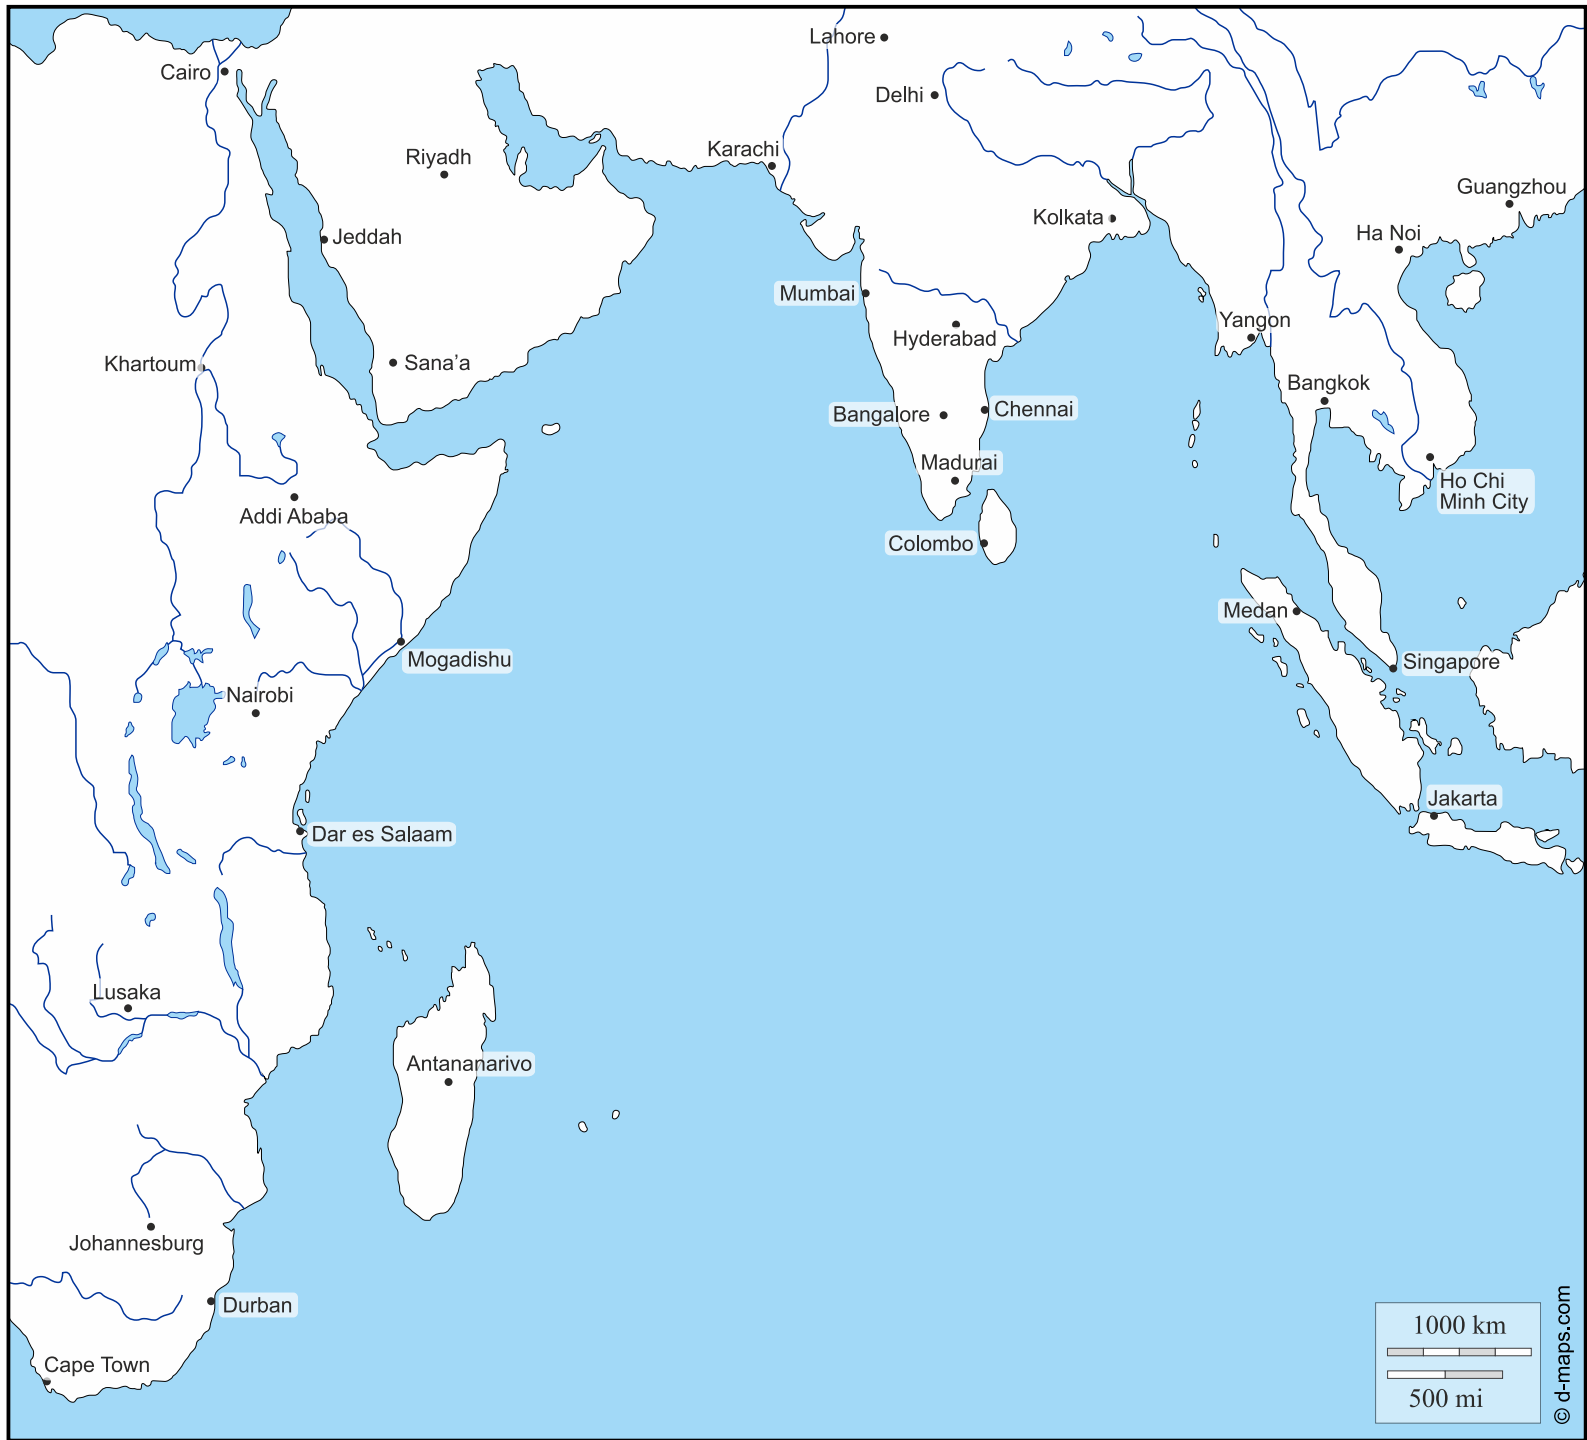 Lahore
Cairo
Delhi
Karachi
Riyadh
Guangzhou
Kolkata
Ha Noi
Jeddah
Mumbai
Yangon
Hyderabad
Khartoum
Sana’a
Bangkok
Bangalore
Chennai
Madurai
Ho Chi
Minh City
Addi Ababa
Colombo
Medan
Mogadishu
Singapore
Nairobi
Jakarta
Dar es Salaam
Lusaka
Antananarivo
Johannesburg
Durban
Cape Town
1000 km
500 mi
© d-maps.com